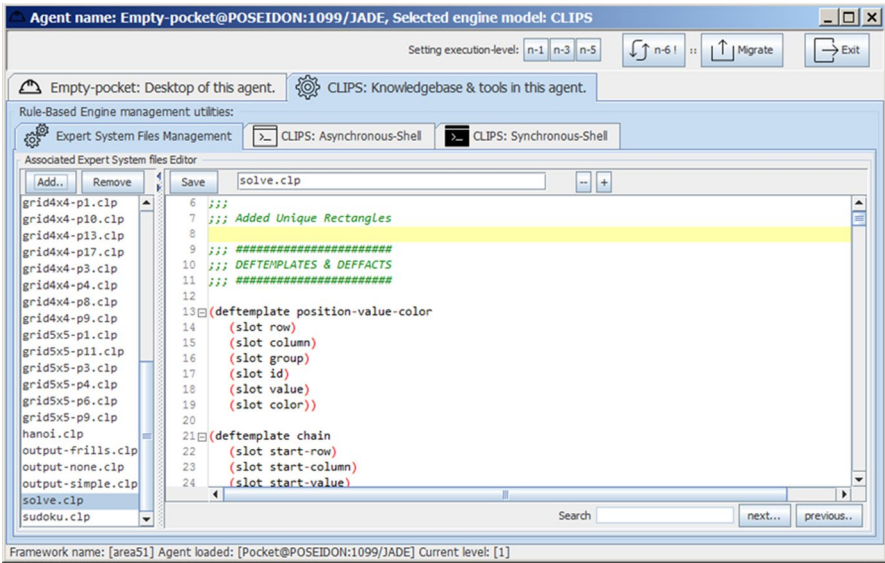 Agent name: Empty-pocket@POSEIDON:1099/JADE, Selected engine model: CLIPS
Setting execution-level: n-1 n-3 n-5 n-6 ! :: Migrate Exit
Empty-pocket: Desktop of this agent. CLIPS: Knowledgebase & tools in this agent.
Rule-Based Engine management utilities:
Expert System Files Management CLIPS: Asynchronous-Shell CLIPS: Synchronous-Shell
Associated Expert System files Editor
Add.. Remove Save solve.clp -- +
grid4x4-p1.clp
grid4x4-p10.clp
grid4x4-p13.clp
grid4x4-p17.clp
grid4x4-p3.clp
grid4x4-p4.clp
grid4x4-p8.clp
grid4x4-p9.clp
grid5x5-p1.clp
grid5x5-p11.clp
grid5x5-p3.clp
grid5x5-p4.clp
grid5x5-p6.clp
grid5x5-p9.clp
hanoi.clp
output-frills.clp
output-none.clp
output-simple.clp
solve.clp
sudoku.clp
6 ;;;
7 ;;; Added Unique Rectangles
8
9 ;;; #######################
10 ;;; DEFTEMPLATES & DEFFACTS
11 ;;; #######################
12
13 (deftemplate position-value-color
14 (slot row)
15 (slot column)
16 (slot group)
17 (slot id)
18 (slot value)
19 (slot color))
20
21 (deftemplate chain
22 (slot start-row)
23 (slot start-column)
24 (slot start-value)
Search next... previous..
Framework name: [area51] Agent loaded: [Pocket@POSEIDON:1099/JADE] Current level: [1]